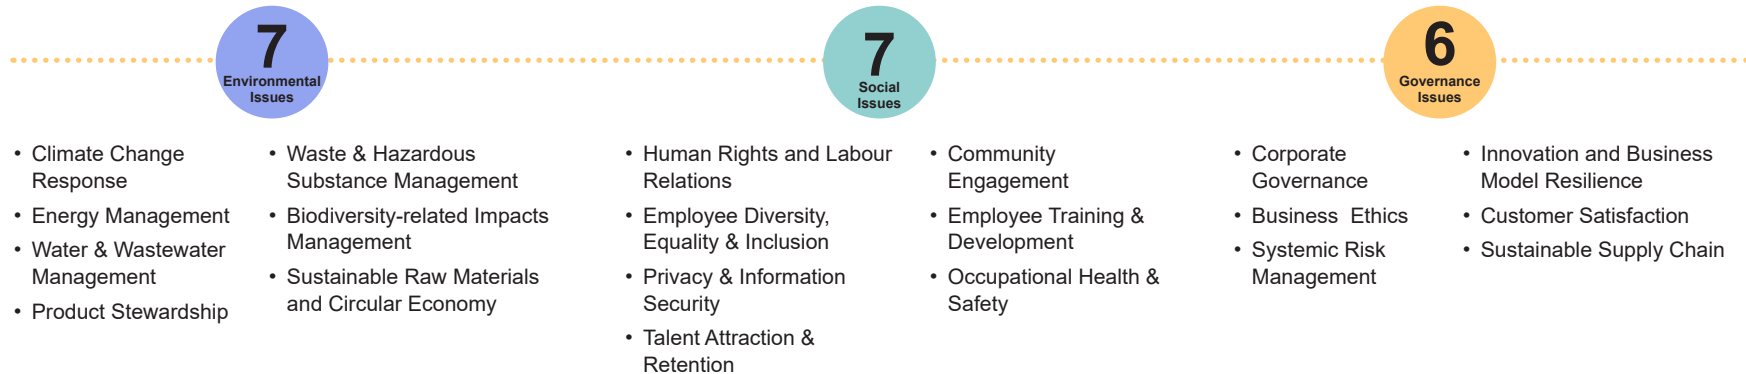 7
Environmental
Issues
• Climate Change
Response
• Energy Management
• Water & Wastewater
Management
• Product Stewardship
• Waste & Hazardous
Substance Management
• Biodiversity-related Impacts
Management
• Sustainable Raw Materials
and Circular Economy
7
Social
Issues
• Human Rights and Labour
Relations
• Employee Diversity,
Equality & Inclusion
• Privacy & Information
Security
• Talent Attraction &
Retention
• Community
Engagement
• Employee Training &
Development
• Occupational Health &
Safety
6
Governance
Issues
• Corporate
Governance
• Business Ethics
• Systemic Risk
Management
• Innovation and Business
Model Resilience
• Customer Satisfaction
• Sustainable Supply Chain